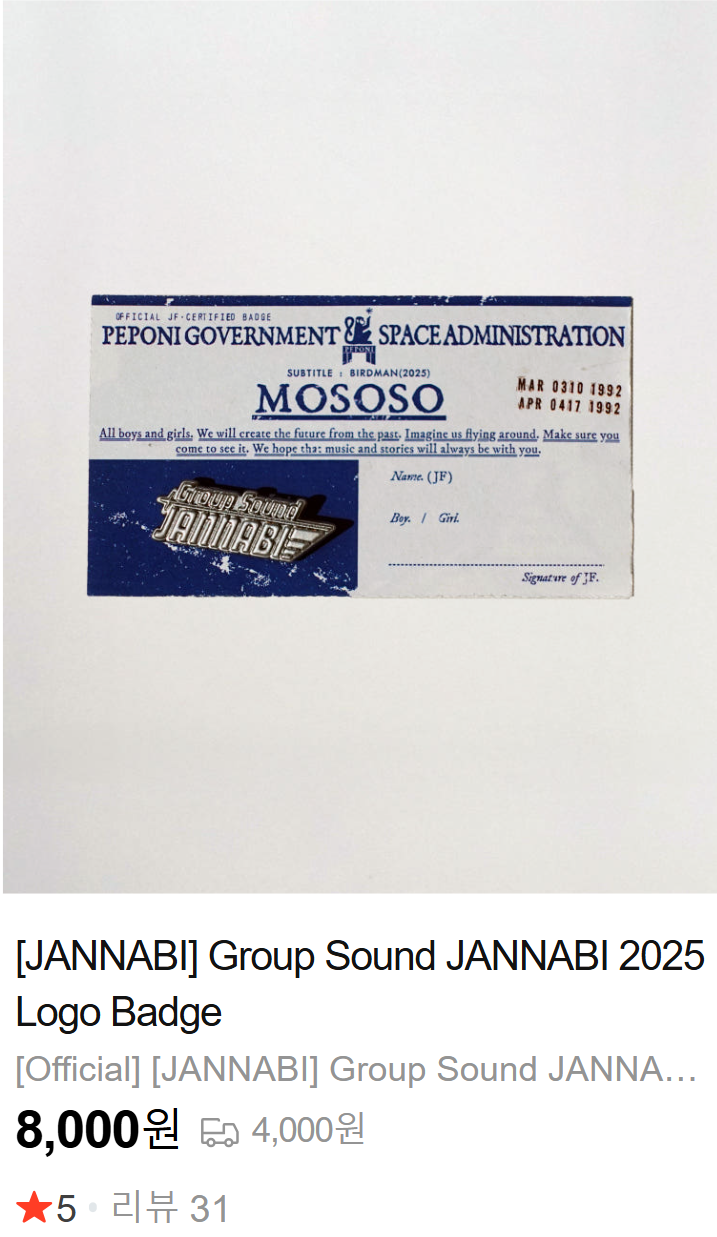 OFFICIAL JF-CERTIFIED BADGE
PEPONI GOVERNMENT SPACE ADMINISTRATION
PEPONI
SUBTITLE : BIRDMAN(2025)
MOSOSO
MAR 0310 1992
APR 0417 1992
All boys and girls. We will create the future from the past. Imagine us flying around. Make sure you
come to see it. We hope that music and stories will always be with you.
Group Sound
JANNABI
Name. (JF)
Boy. / Girl.
Signature of JF.
[JANNABI] Group Sound JANNABI 2025
Logo Badge
[Official] [JANNABI] Group Sound JANNA...
8,000원 4,000원
5 • 리뷰 31